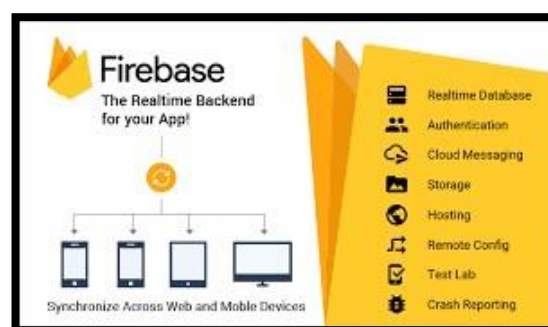 Firebase
The Realtime Backend
for your App!
Synchronize Across Web and Moble Devices
Realtime Database
Authentication
Cloud Messaging
Storage
Hosting
Remote Config
Test Lab
Crash Reporting